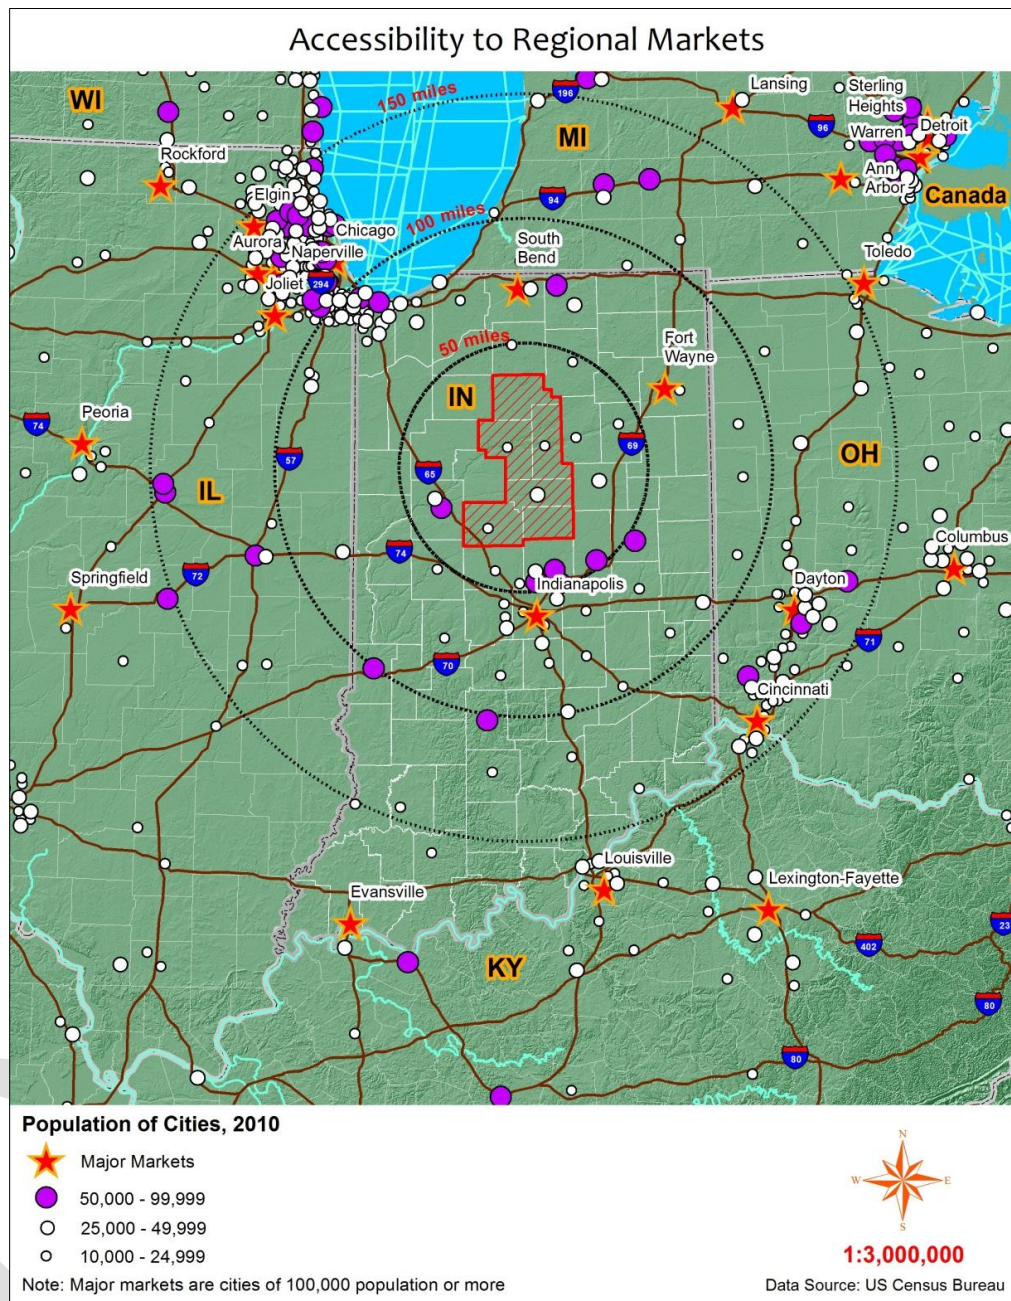 Accessibility to Regional Markets
WI
150 miles
196
Lansing
Sterling
Heights
96
Warren
Detroit
MI
Rockford
Ann
Arbor
Canada
Elgin
94
100 miles
Aurora
Naperville
Chicago
South
Bend
Toledo
Joliet
294
50 miles
Fort
Wayne
IN
Peoria
74
57
65
69
OH
IL
Columbus
74
Springfield
72
Indianapolis
Dayton
71
70
Cincinnati
Louisville
Evansville
Lexington-Fayette
23
402
KY
80
80
Population of Cities, 2010
Major Markets
50,000 - 99,999
25,000 - 49,999
10,000 - 24,999
Note: Major markets are cities of 100,000 population or more
N
W
E
S
1:3,000,000
Data Source: US Census Bureau